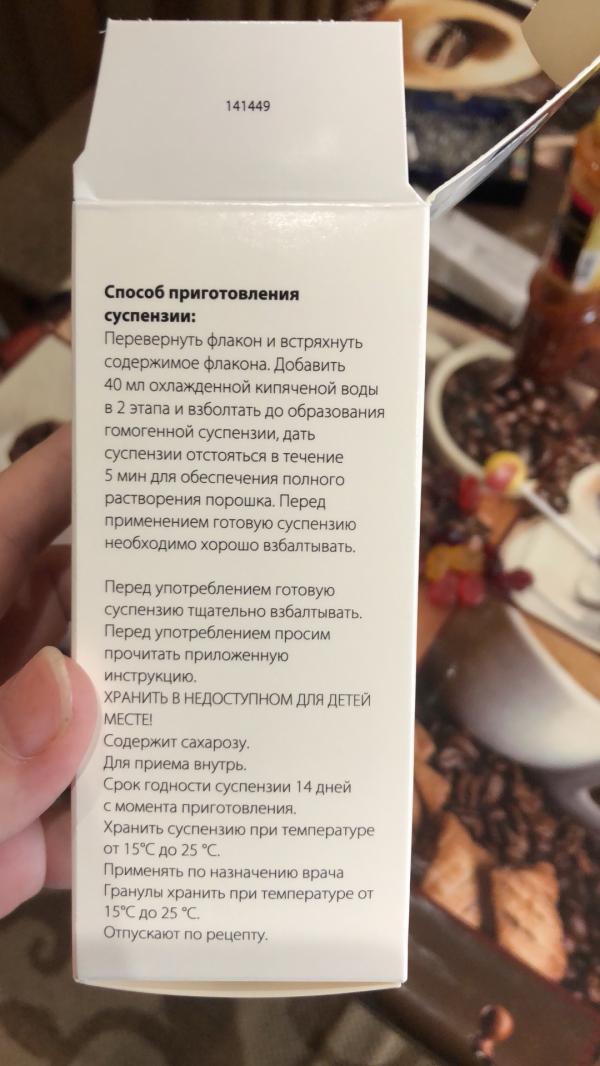 141449
Способ приготовления
суспензии:
Перевернуть флакон и встряхнуть
содержимое флакона. Добавить
40 мл охлажденной кипяченой воды
в 2 этапа и взболтать до образования
гомогенной суспензии, дать
суспензии отстояться в течение
5 мин для обеспечения полного
растворения порошка. Перед
применением готовую суспензию
необходимо хорошо взбалтывать.
Перед употреблением готовую
суспензию тщательно взбалтывать.
Перед употреблением просим
прочитать приложенную
инструкцию.
ХРАНИТЬ В НЕДОСТУПНОМ ДЛЯ ДЕТЕЙ
МЕСТЕ!
Содержит сахарозу.
Для приема внутрь.
Срок годности суспензии 14 дней
с момента приготовления.
Хранить суспензию при температуре
от 15°C до 25 °C.
Применять по назначению врача
Гранулы хранить при температуре от
15°C до 25 °C.
Отпускают по рецепту.